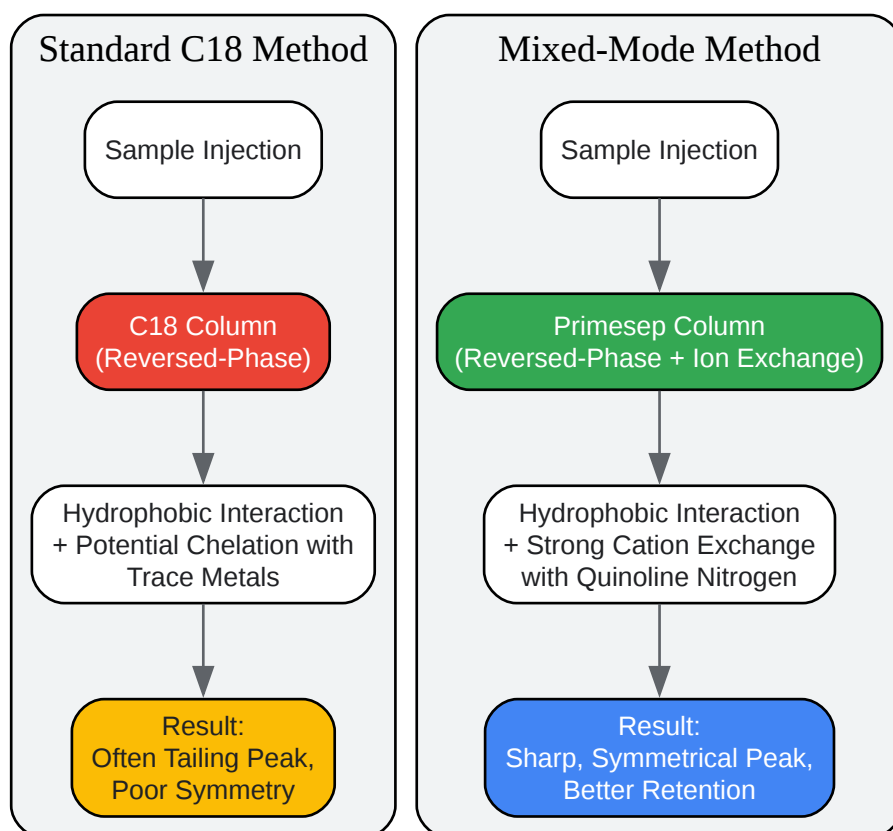 Standard C18 Method
Sample Injection
C18 Column
(Reversed-Phase)
Hydrophobic Interaction
+ Potential Chelation with
Trace Metals
Result:
Often Tailing Peak,
Poor Symmetry
Mixed-Mode Method
Sample Injection
Primesep Column
(Reversed-Phase + Ion Exchange)
Hydrophobic Interaction
+ Strong Cation Exchange
with Quinoline Nitrogen
Result:
Sharp, Symmetrical Peak,
Better Retention